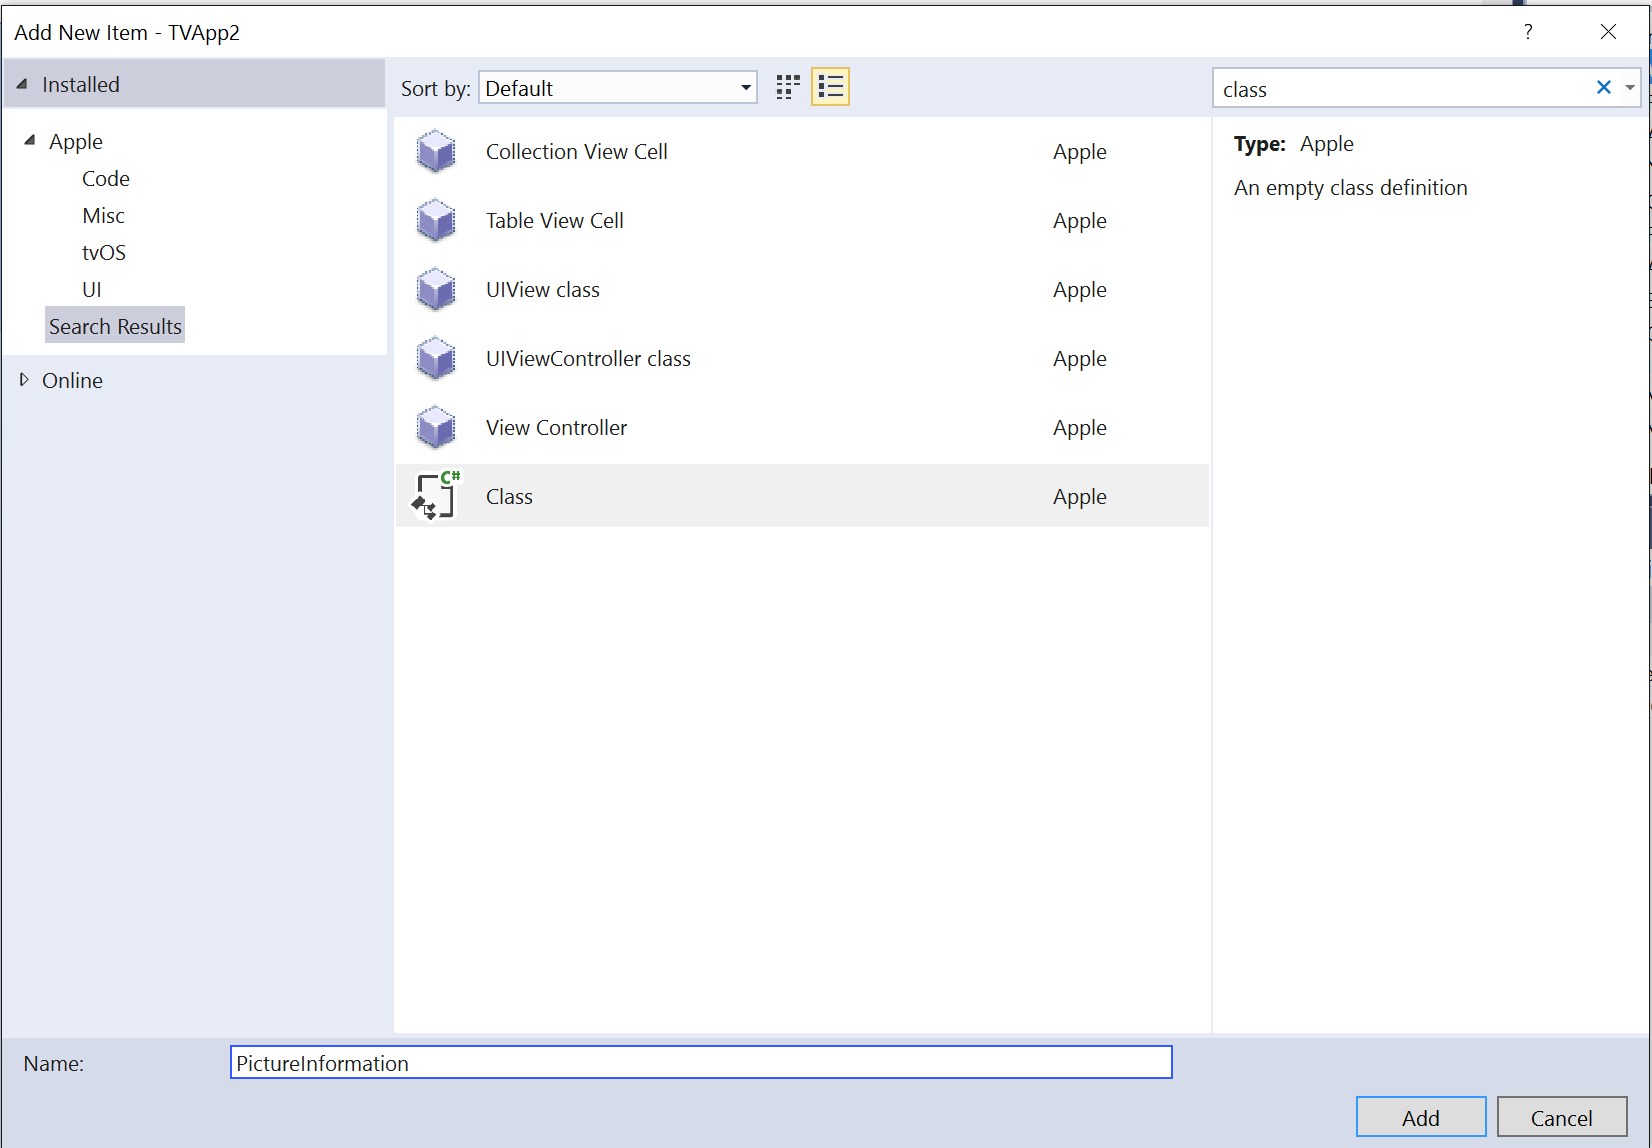 Add New Item - TVApp2
?
Installed
Sort by: Default
class
Apple
Code
Misc
tvOS
UI
Search Results
Online
Collection View Cell Apple
Table View Cell Apple
UIView class Apple
UIViewController class Apple
View Controller Apple
C# Class Apple
Type: Apple
An empty class definition
Name: PictureInformation
Add Cancel